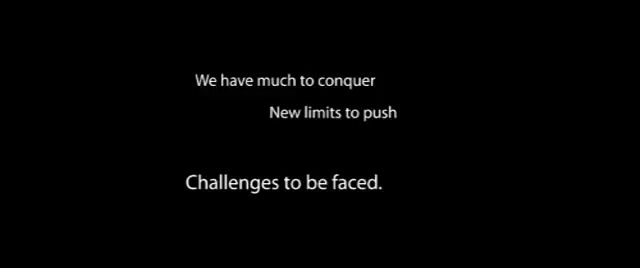 We have much to conquer
New limits to push
Challenges to be faced.